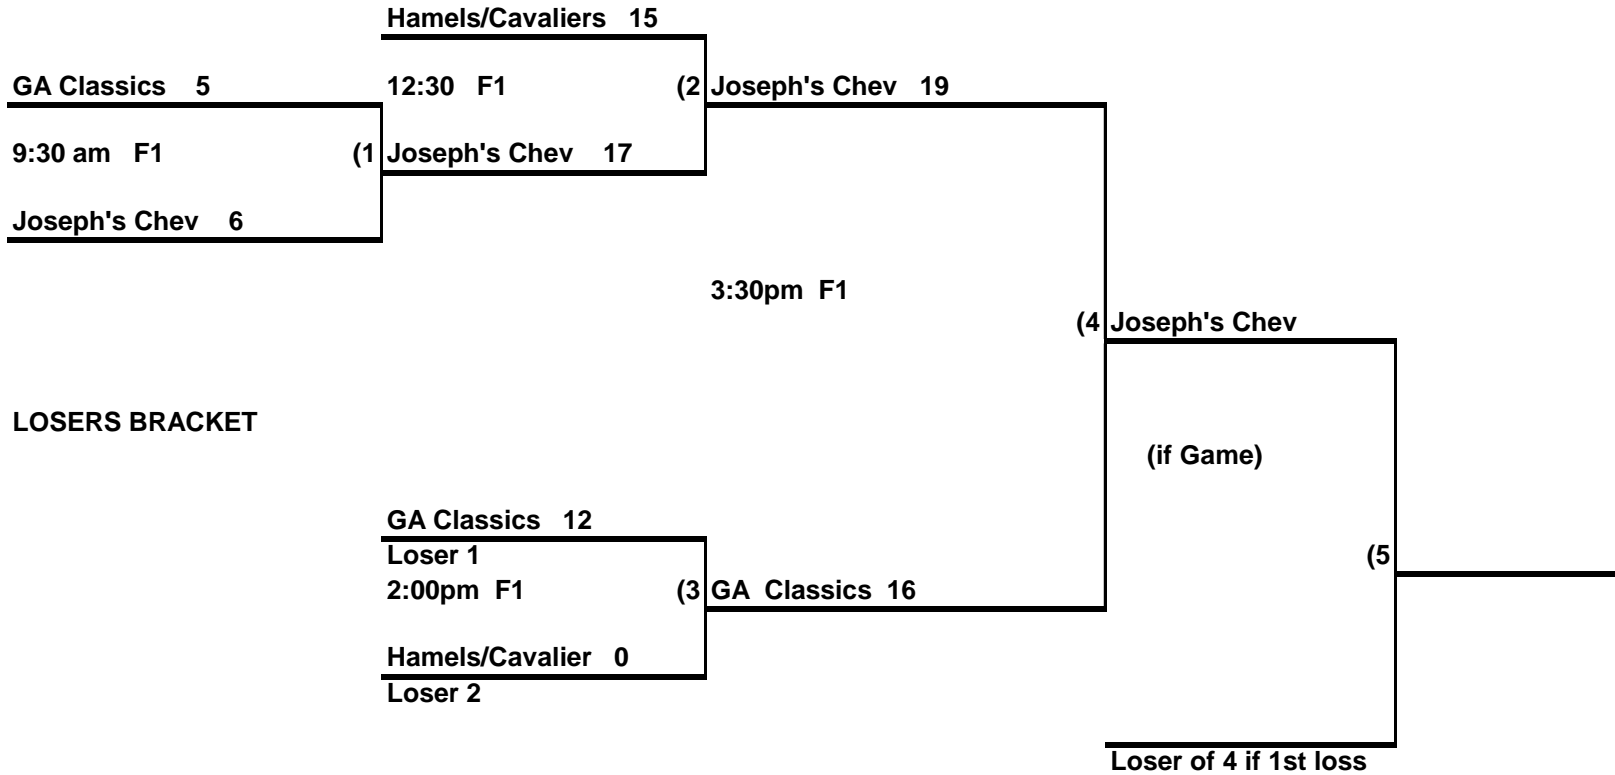 Hamels/Cavaliers 15
GA Classics 5
12:30 F1
(2 Joseph's Chev 19
9:30 am F1
(1 Joseph's Chev 17
Joseph's Chev 6
3:30pm F1
(4 Joseph's Chev
LOSERS BRACKET
(if Game)
GA Classics 12
Loser 1
(5
2:00pm F1
(3 GA Classics 16
Hamels/Cavalier 0
Loser 2
Loser of 4 if 1st loss